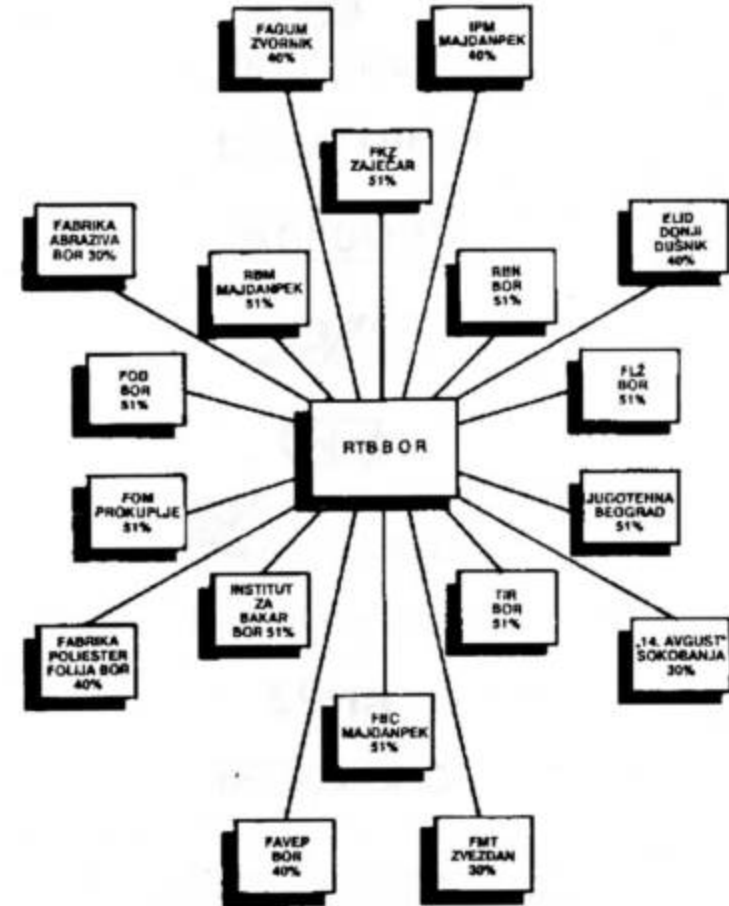 FAGUM
ZVORNIK
40%
IPM
MAJDANPEK
40%
FKZ
ZAJEČAR
51%
FABRIKA
ABRAZIVA
BOR 30%
RBM
MAJDANPEK
51%
RBN
BOR
51%
ELID
DONJI
DUŠNIK
40%
FOD
BOR
51%
FLŽ
BOR
51%
RTB B O R
FOM
PROKUPLJE
51%
JUGOTEHNA
BEOGRAD
51%
INSTITUT
ZA
BAKAR
BOR 51%
TIR
BOR
51%
FABRIKA
POLIESTER
FOLIJA BOR
40%
„14. AVGUST"
SOKOBANJA
30%
FBC
MAJDANPEK
51%
FAVEP
BOR
40%
FMT
ZVEZDAN
30%